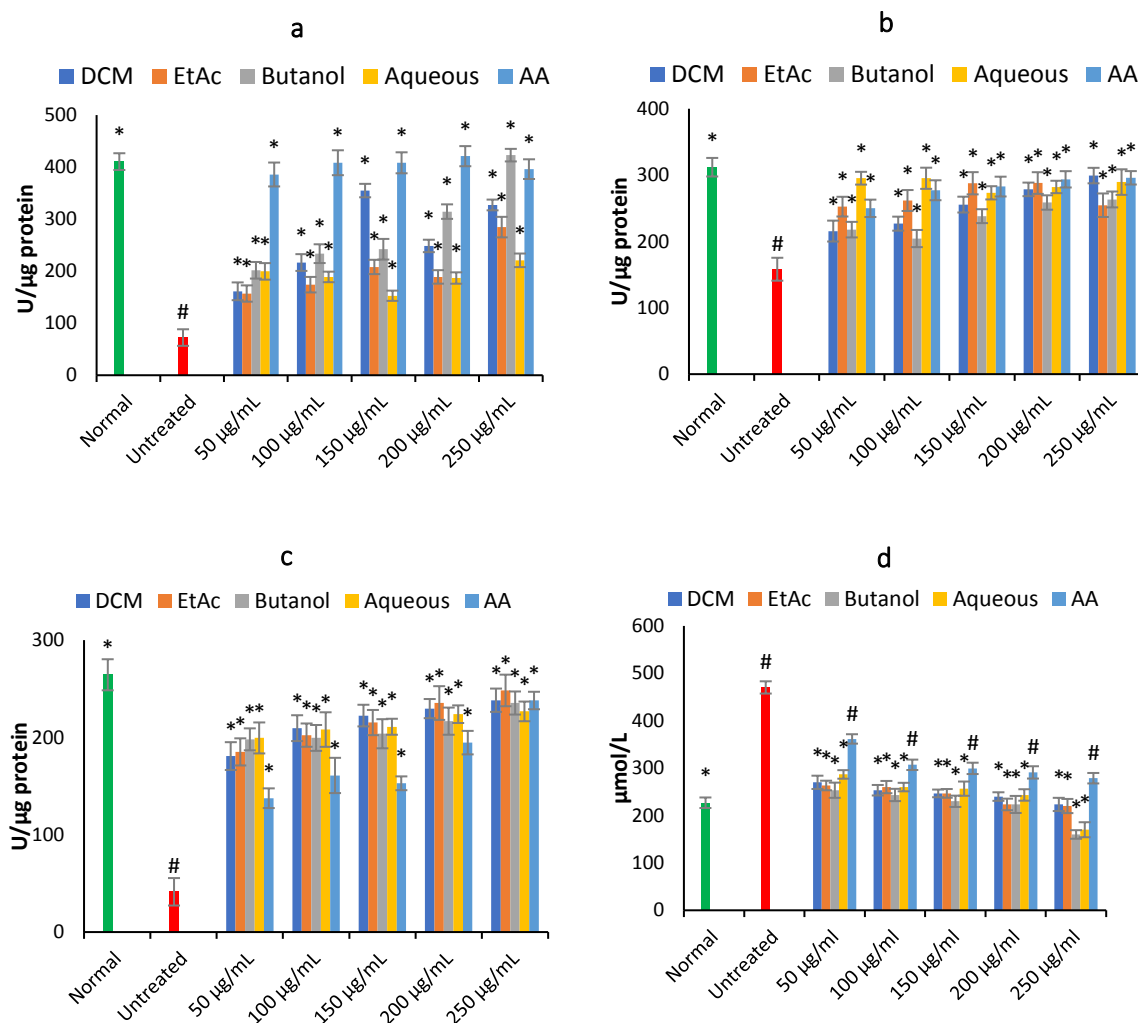 a
DCM EtAc Butanol Aqueous AA
U/µg protein
500
400
300
200
100
0
* # * * * * * * * * * * * * * * * * * * * * * * * * *
Normal Untreated 50 µg/mL 100 µg/mL 150 µg/mL 200 µg/mL 250 µg/mL
b
DCM EtAc Butanol Aqueous AA
U/µg protein
400
300
200
100
0
* # * * * * * * * * * * * * * * * * * * * * * * * * *
Normal Untreated 50 µg/mL 100 µg/mL 150 µg/mL 200 µg/mL 250 µg/mL
c
DCM EtAc Butanol Aqueous AA
U/µg protein
300
200
100
0
* # * * * * * * * * * * * * * * * * * * * * * * * * *
Normal Untreated 50 µg/mL 100 µg/mL 150 µg/mL 200 µg/mL 250 µg/mL
d
DCM EtAc Butanol Aqueous AA
µmol/L
600
500
400
300
200
100
0
* # * * * * # * * * * # * * * * # * * * * # * * * * #
Normal Untreated 50 µg/ml 100 µg/ml 150 µg/ml 200 µg/ml 250 µg/ml